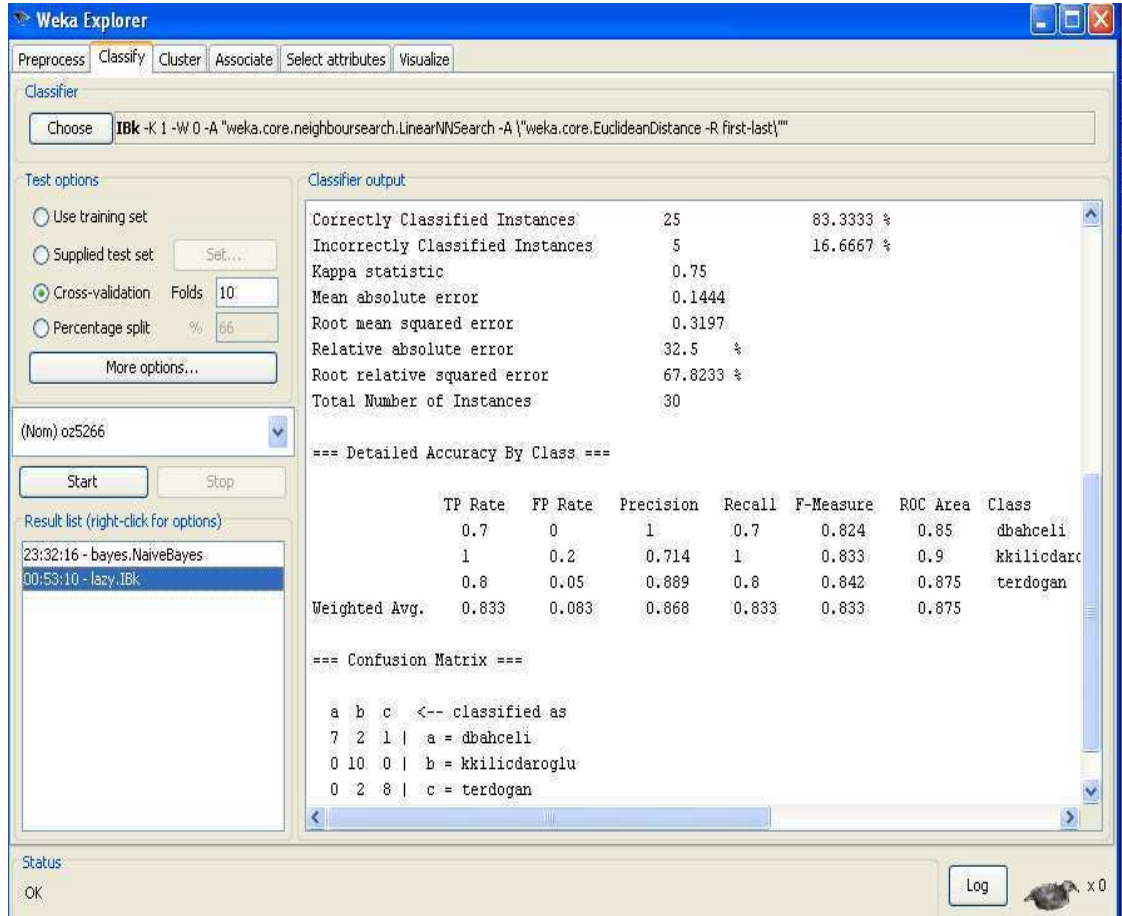 Weka Explorer
Preprocess Classify Cluster Associate Select attributes Visualize
Classifier
Choose IBk -K 1 -W 0 -A "weka.core.neighboursearch.LinearNNSearch -A \"weka.core.EuclideanDistance -R first-last\""
Test options
Use training set
Supplied test set Set...
Cross-validation Folds 10
Percentage split % 66
More options...
(Nom) oz5266
Start Stop
Result list (right-click for options)
23:32:16 - bayes.NaiveBayes
00:53:10 - lazy.IBk
Classifier output
Correctly Classified Instances 25 83.3333 %
Incorrectly Classified Instances 5 16.6667 %
Kappa statistic 0.75
Mean absolute error 0.1444
Root mean squared error 0.3197
Relative absolute error 32.5 %
Root relative squared error 67.8233 %
Total Number of Instances 30
=== Detailed Accuracy By Class ===
TP Rate FP Rate Precision Recall F-Measure ROC Area Class
0.7 0 1 0.7 0.824 0.85 dbahceli
1 0.2 0.714 1 0.833 0.9 kkilicdarc
0.8 0.05 0.889 0.8 0.842 0.875 terdogan
Weighted Avg. 0.833 0.083 0.868 0.833 0.833 0.875
=== Confusion Matrix ===
a b c <-- classified as
7 2 1 | a = dbahceli
0 10 0 | b = kkilicdaroglu
0 2 8 | c = terdogan
Status
OK
Log x 0